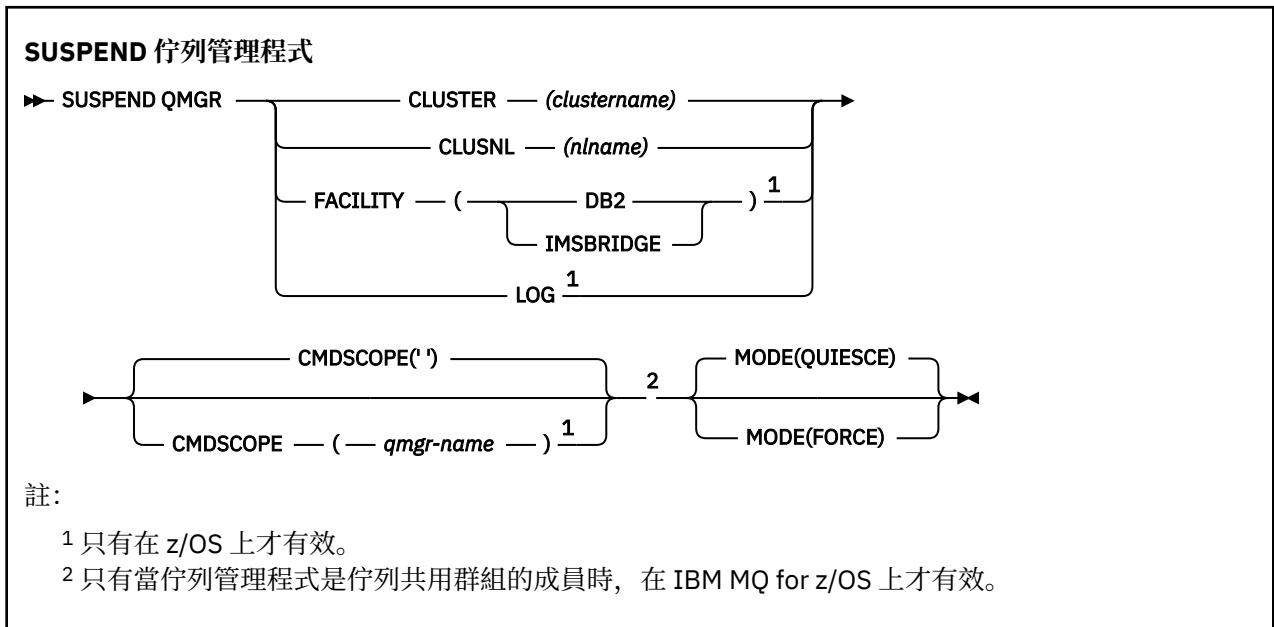 SUSPEND 佇列管理程式
SUSPEND QMGR CLUSTER (clustername)
CLUSNL (nlname)
FACILITY ( DB2 ) 1
IMSBRIDGE
LOG 1
CMDSCOPE(' ') 2 MODE(QUIESCE)
CMDSCOPE ( qmgr-name ) 1 MODE(FORCE)
註：
1 只有在 z/OS 上才有效。
2 只有當佇列管理程式是佇列共用群組的成員時，在 IBM MQ for z/OS 上才有效。